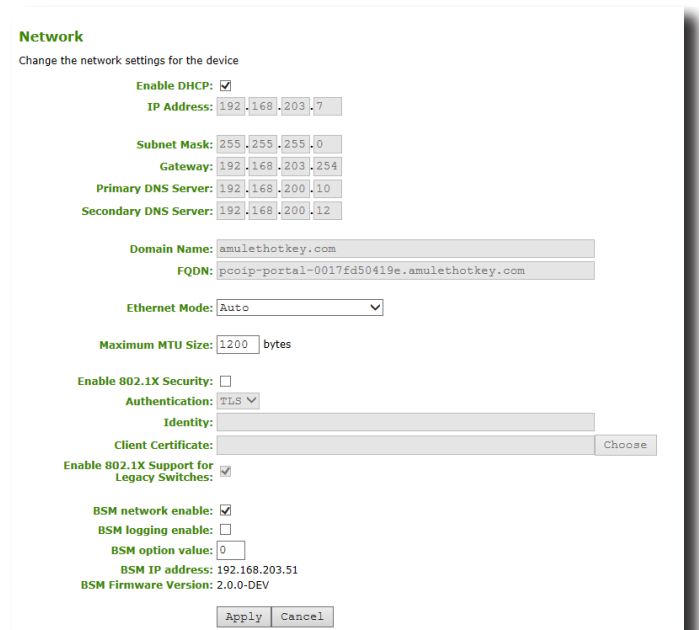 Network
Change the network settings for the device
Enable DHCP:
IP Address: 192.168.203.7
Subnet Mask: 255.255.255.0
Gateway: 192.168.203.254
Primary DNS Server: 192.168.200.10
Secondary DNS Server: 192.168.200.12
Domain Name: amulethotkey.com
FQDN: pcoip-portal-0017fd50419e.amulethotkey.com
Ethernet Mode: Auto
Maximum MTU Size: 1200 bytes
Enable 802.1X Security:
Authentication: TLS
Identity:
Client Certificate: Choose
Enable 802.1X Support for
Legacy Switches:
BSM network enable:
BSM logging enable:
BSM option value: 0
BSM IP address: 192.168.203.51
BSM Firmware Version: 2.0.0-DEV
Apply Cancel